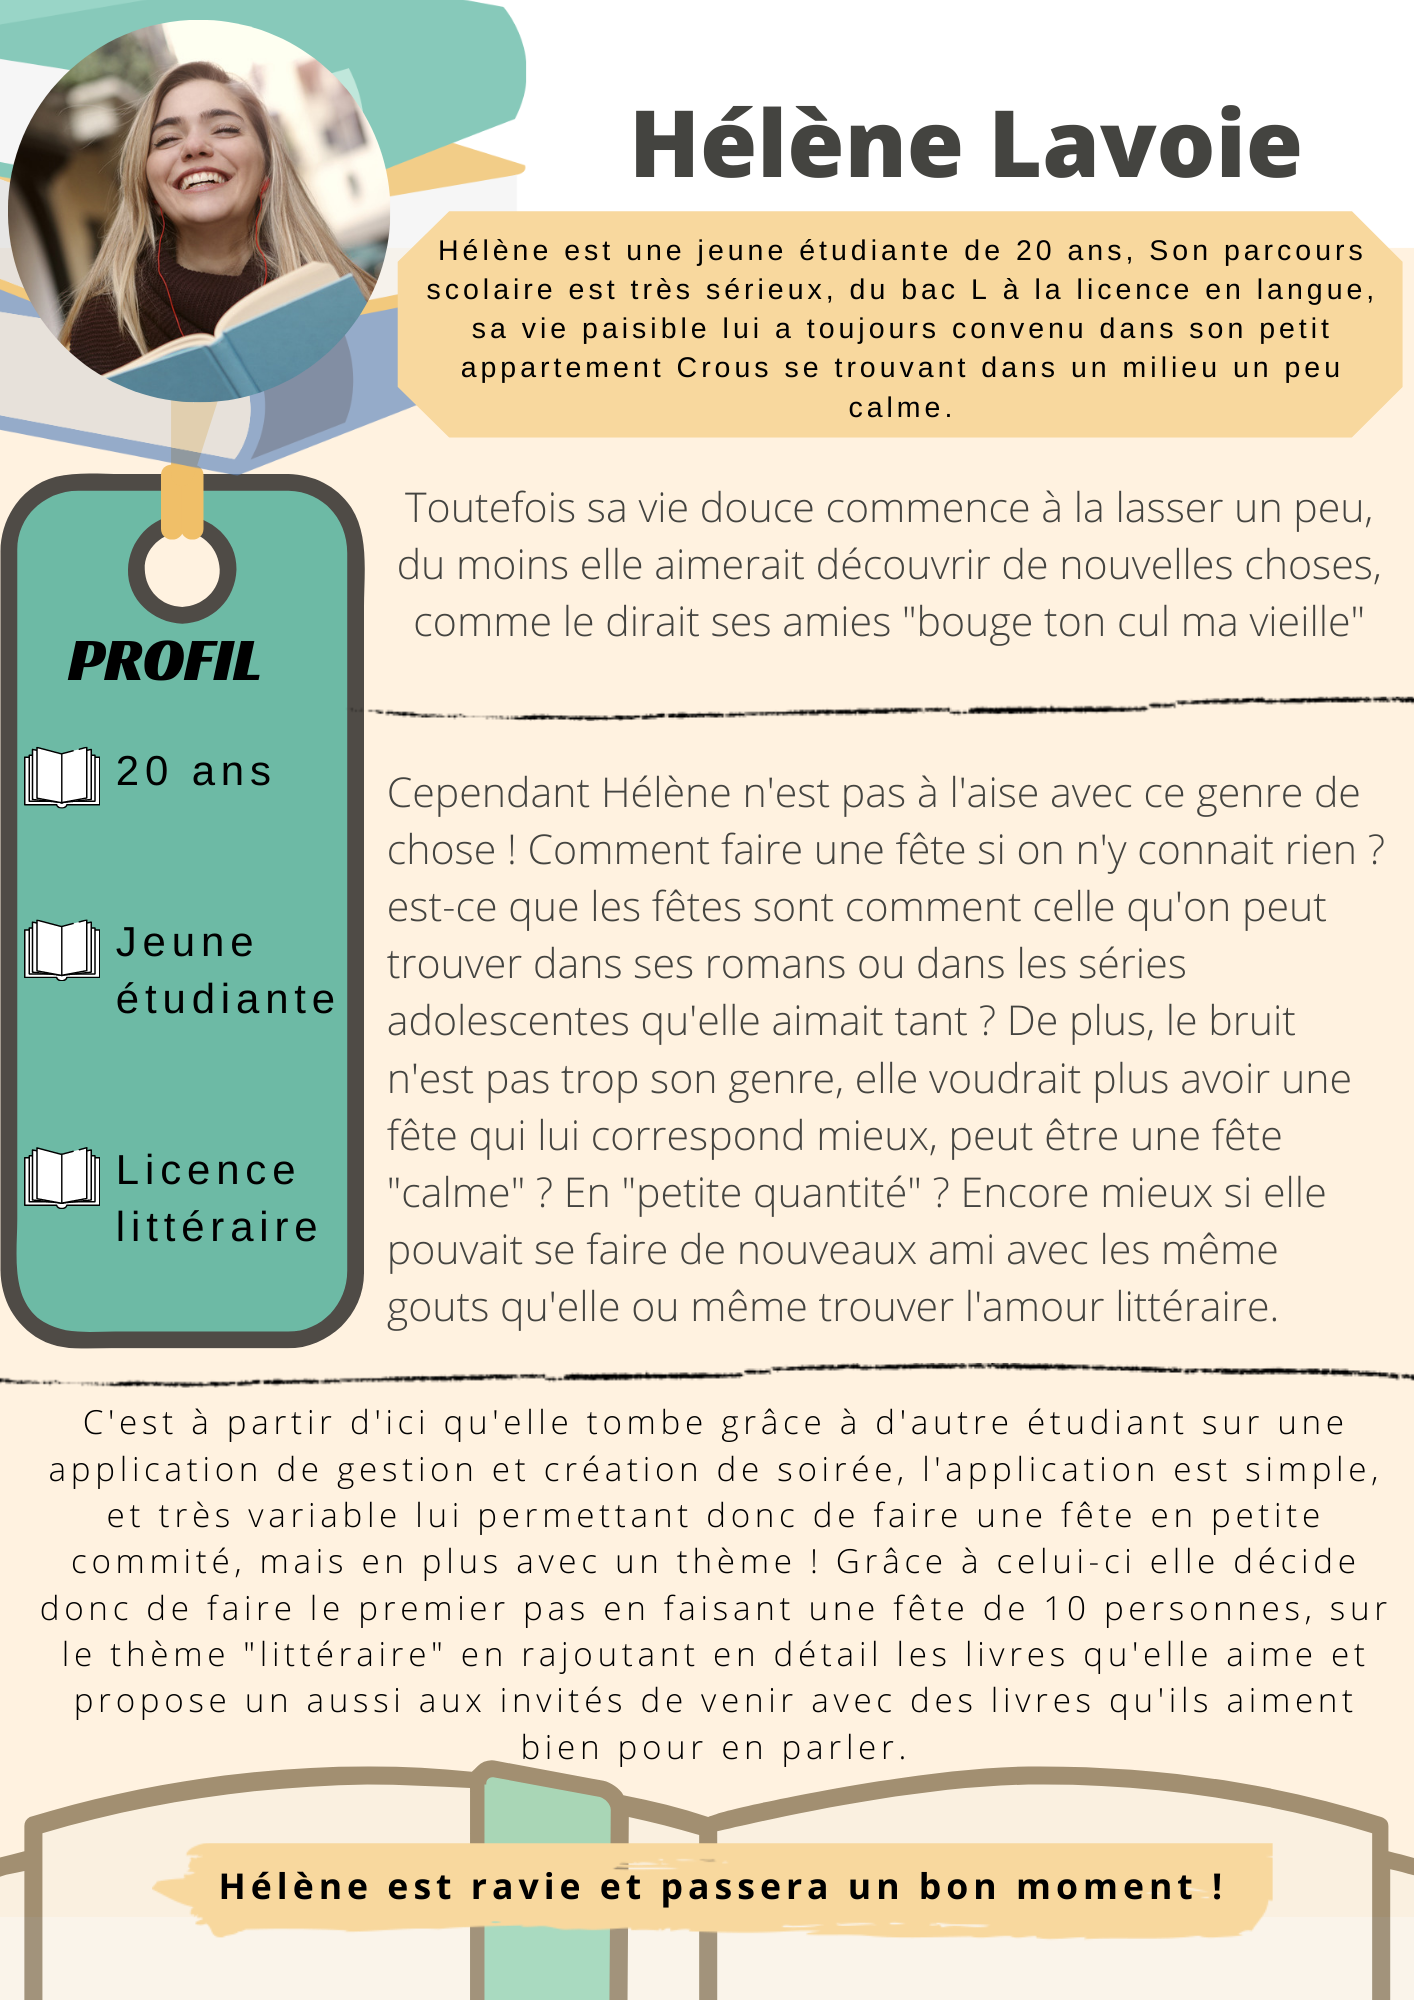 Hélène Lavoie
Hélène est une jeune étudiante de 20 ans, Son parcours
scolaire est très sérieux, du bac L à la licence en langue,
sa vie paisible lui a toujours convenu dans son petit
appartement Crous se trouvant dans un milieu un peu
calme.
Toutefois sa vie douce commence à la lasser un peu,
du moins elle aimerait découvrir de nouvelles choses,
comme le dirait ses amies "bouge ton cul ma vieille"
PROFIL
20 ans
Jeune
étudiante
Licence
littéraire
Cependant Hélène n'est pas à l'aise avec ce genre de
chose ! Comment faire une fête si on n'y connait rien ?
est-ce que les fêtes sont comment celle qu'on peut
trouver dans ses romans ou dans les séries
adolescentes qu'elle aimait tant ? De plus, le bruit
n'est pas trop son genre, elle voudrait plus avoir une
fête qui lui correspond mieux, peut être une fête
"calme" ? En "petite quantité" ? Encore mieux si elle
pouvait se faire de nouveaux ami avec les même
gouts qu'elle ou même trouver l'amour littéraire.
C'est à partir d'ici qu'elle tombe grâce à d'autre étudiant sur une
application de gestion et création de soirée, l'application est simple,
et très variable lui permettant donc de faire une fête en petite
commité, mais en plus avec un thème ! Grâce à celui-ci elle décide
donc de faire le premier pas en faisant une fête de 10 personnes, sur
le thème "littéraire" en rajoutant en détail les livres qu'elle aime et
propose un aussi aux invités de venir avec des livres qu'ils aiment
bien pour en parler.
Hélène est ravie et passera un bon moment !